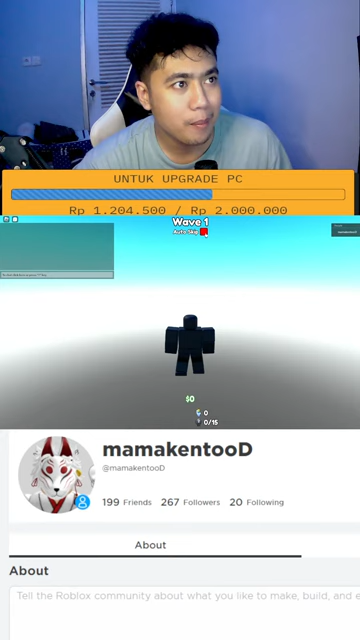 UNTUK UPGRADE PC
Rp 1.204.500 / Rp 2.000.000
Wave 1
Auto Skip
mamakentooD
$0
0
0/15
mamakentooD
@mamakentooD
199 Friends 267 Followers 20 Following
About
About
Tell the Roblox community about what you like to make, build, and e